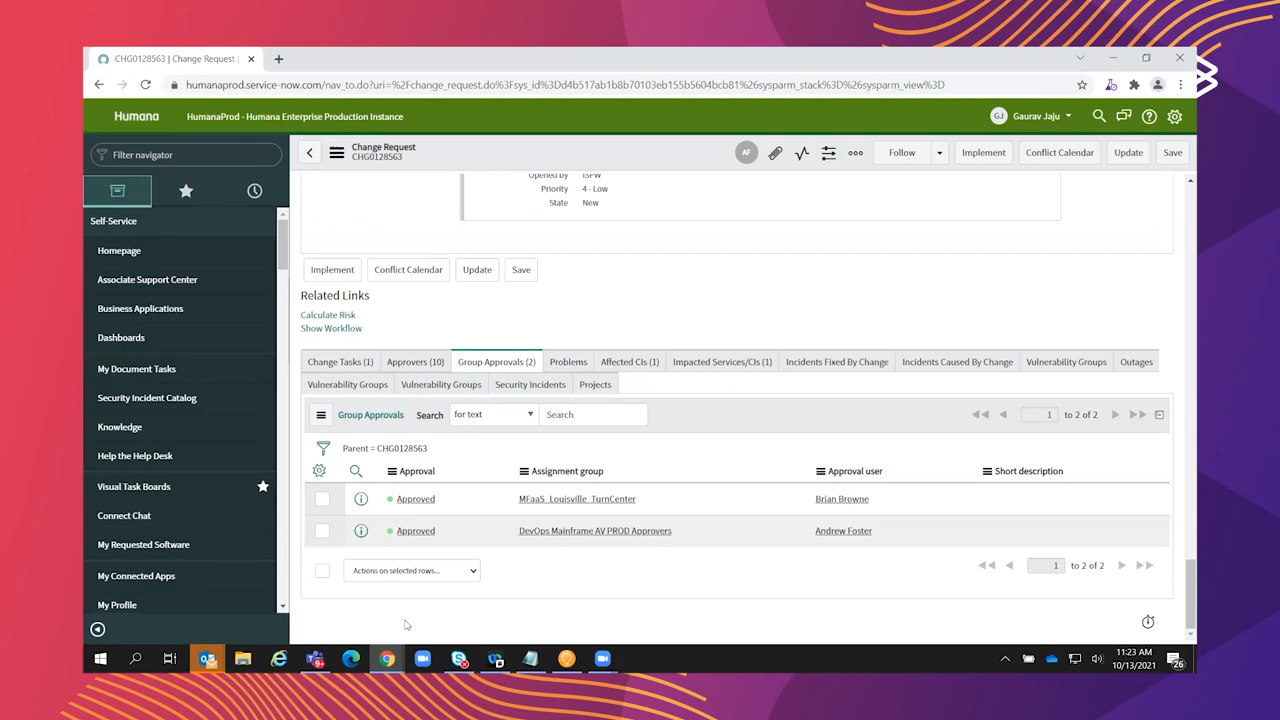 CHG0128563 | Change Request |
humanaprod.service-now.com/nav_to.do?uri=%2Fchange_request.do%3Fsys_id%3Dd4b517ab1b8b70103eb155b5604bcb81%26sysparm_stack%3D%26sysparm_view%3D
Humana HumanaProd - Humana Enterprise Production Instance GJ Gaurav Jaju
Filter navigator
Change Request
CHG0128563
AF Follow Implement Conflict Calendar Update Save
Self-Service
Homepage
Associate Support Center
Business Applications
Dashboards
My Document Tasks
Security Incident Catalog
Knowledge
Help the Help Desk
Visual Task Boards
Connect Chat
My Requested Software
My Connected Apps
My Profile
Opened by ISPW
Priority 4 - Low
State New
Implement Conflict Calendar Update Save
Related Links
Calculate Risk
Show Workflow
Change Tasks (1) Approvers (10) Group Approvals (2) Problems Affected CIs (1) Impacted Services/CIs (1) Incidents Fixed By Change Incidents Caused By Change Vulnerability Groups Outages
Vulnerability Groups Vulnerability Groups Security Incidents Projects
Group Approvals Search for text Search 1 to 2 of 2
Parent = CHG0128563
Approval Assignment group Approval user Short description
Approved MFaaS_Louisville_TurnCenter Brian Browne
Approved DevOps Mainframe AV PROD Approvers Andrew Foster
Actions on selected rows... 1 to 2 of 2
11:23 AM
10/13/2021
26